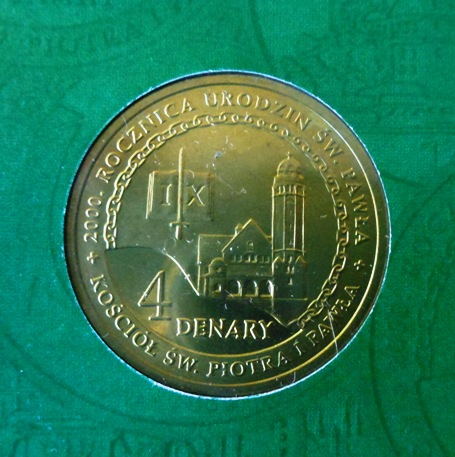 + 2000. ROCZNICA URODZIN ŚW. PAWŁA +
I X
4
DENARY
KOŚCIÓŁ ŚW. PIOTRA I PAWŁA